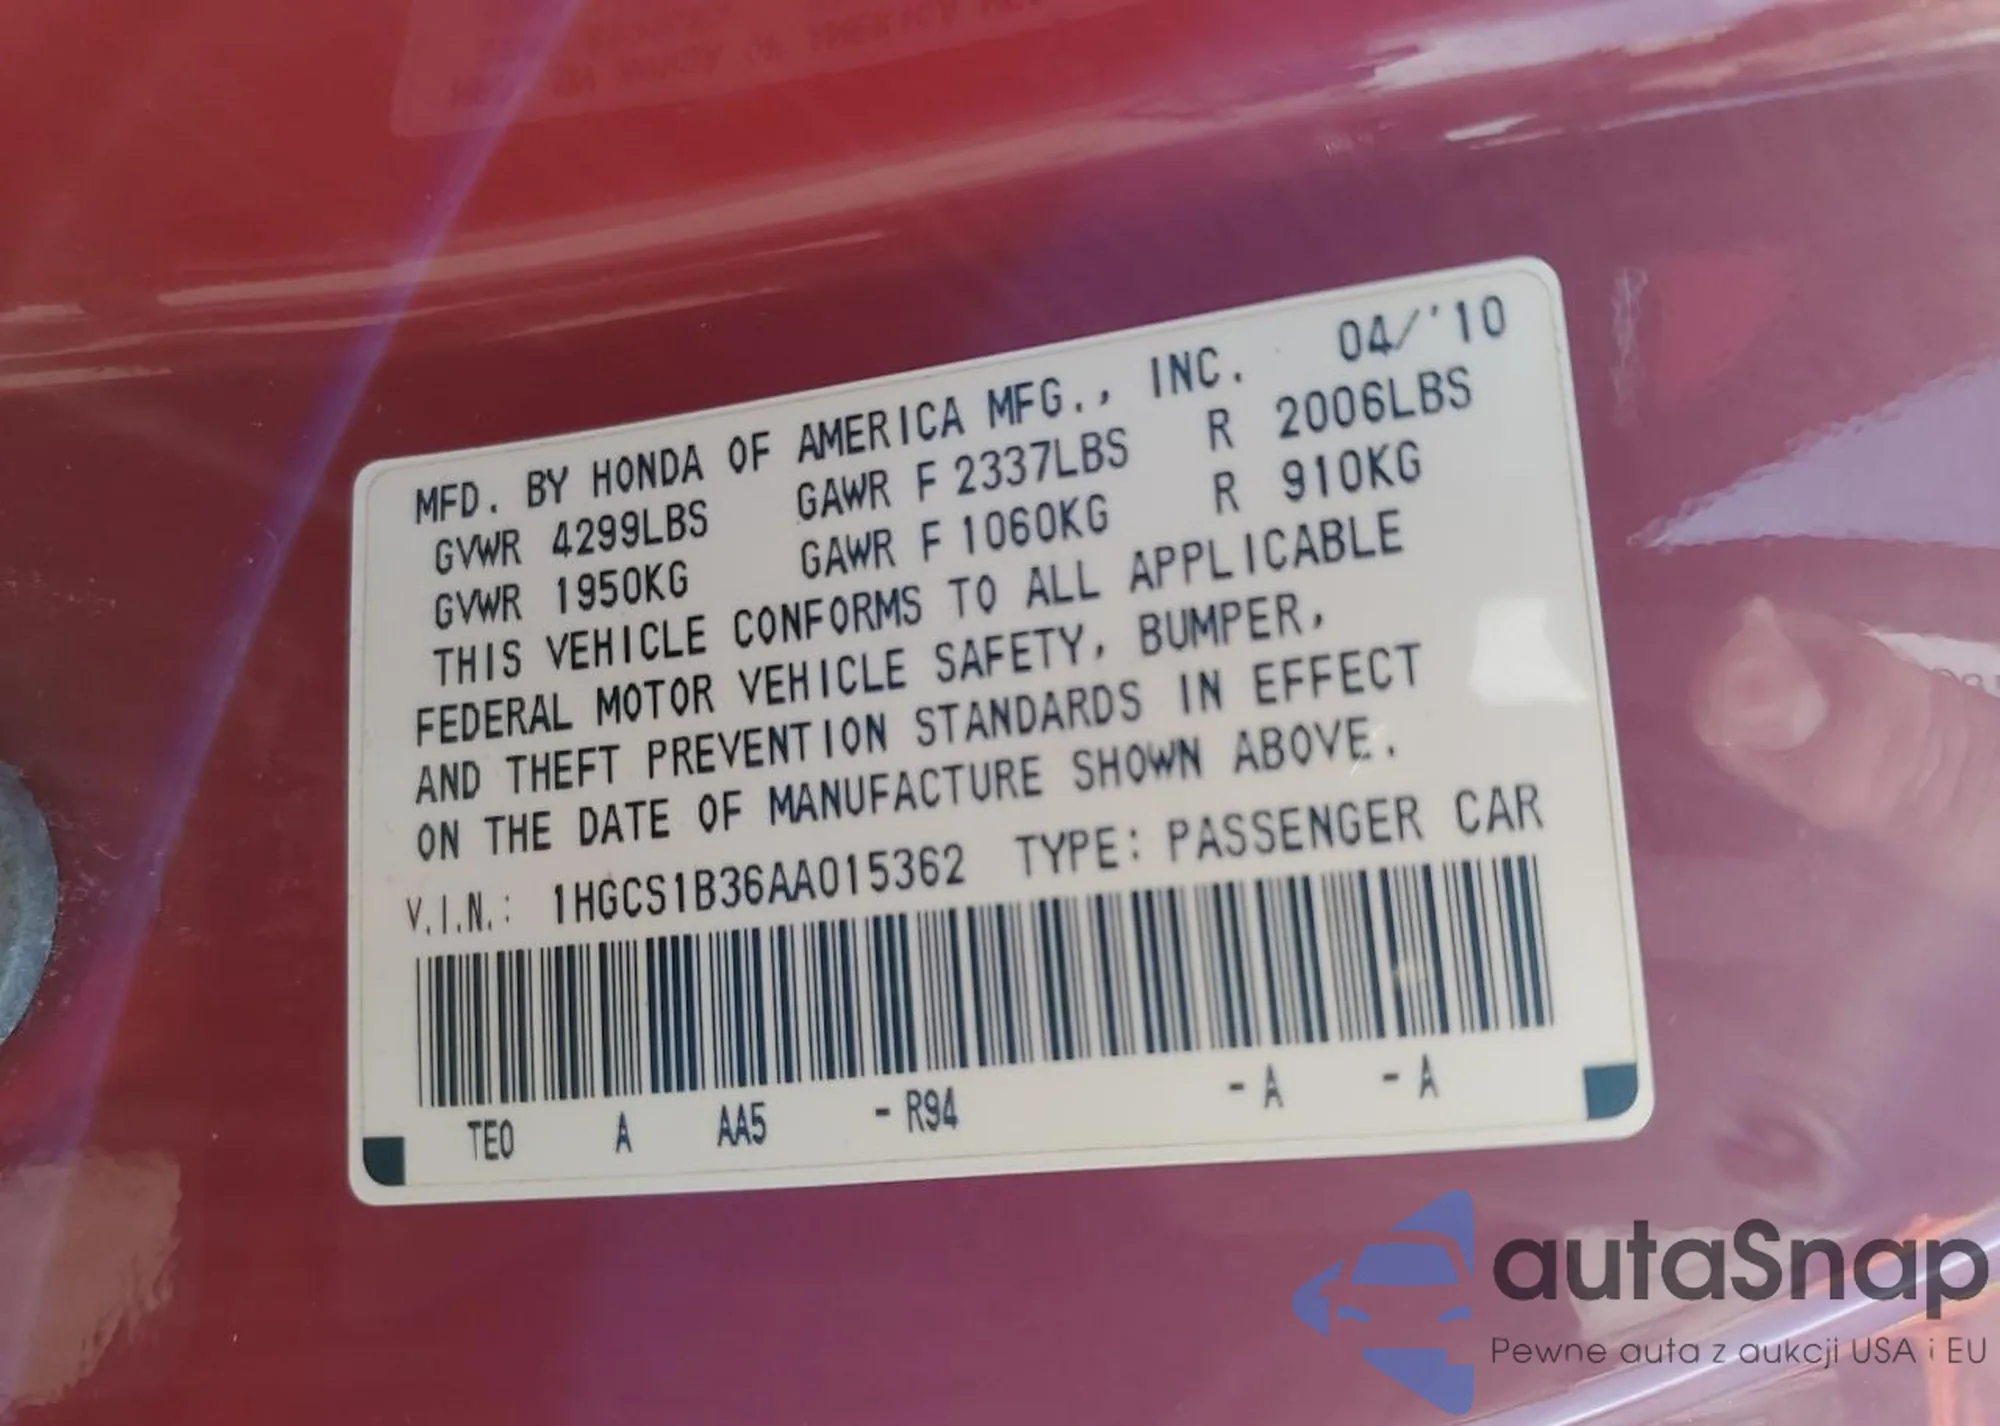 MFD. BY HONDA OF AMERICA MFG., INC. 04/'10
GVWR 4299LBS GAWR F 2337LBS R 2006LBS
GVWR 1950KG GAWR F 1060KG R 910KG
THIS VEHICLE CONFORMS TO ALL APPLICABLE
FEDERAL MOTOR VEHICLE SAFETY, BUMPER,
AND THEFT PREVENTION STANDARDS IN EFFECT
ON THE DATE OF MANUFACTURE SHOWN ABOVE.
V.I.N.: 1HGCS1B36AA015362 TYPE: PASSENGER CAR
TE0 A AA5 - R94 - A - A
autaSnap
Pewne auta z aukcji USA i EU